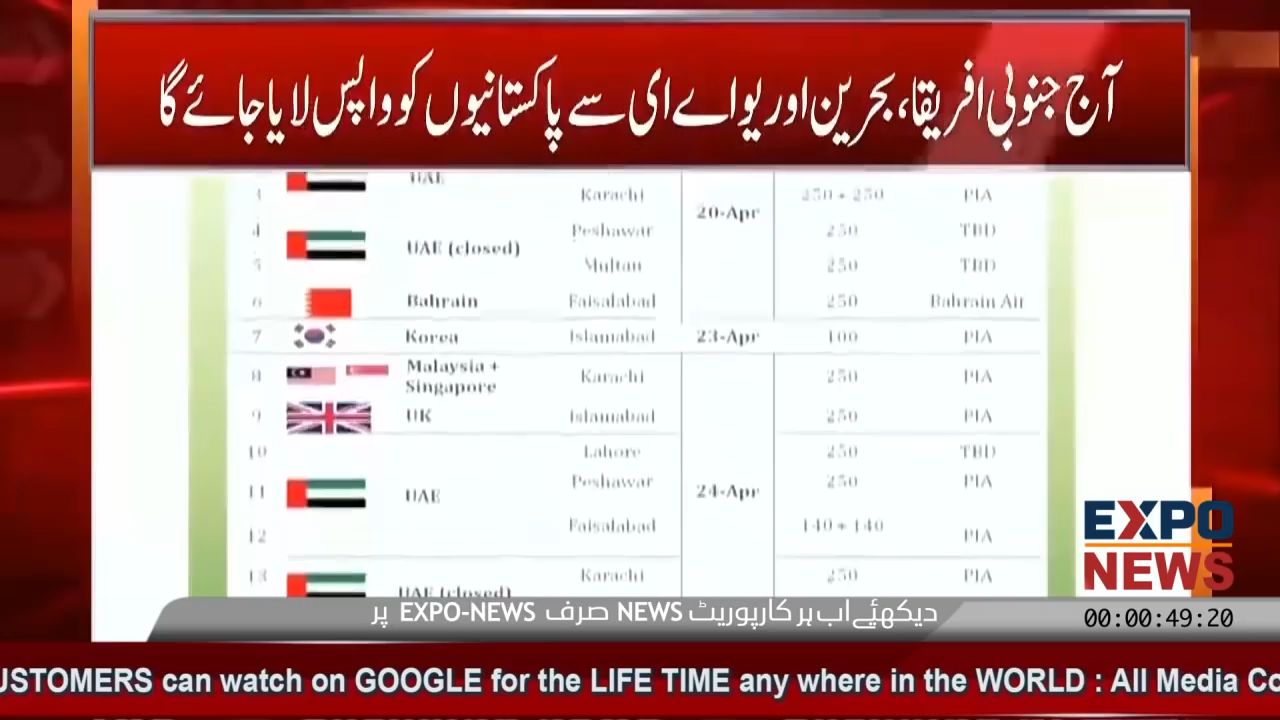 آج جنوبی افریقا، بحرین اور یو اے ای سے پاکستانیوں کو واپس لایا جائے گا
3 UAE Karachi 20-Apr 250 + 250 PIA
4 UAE (closed) Peshawar 250 TBD
5 Multan 250 TBD
6 Bahrain Faisalabad 250 Bahrain Air
7 Korea Islamabad 23-Apr 100 PIA
8 Malaysia + Singapore Karachi 250 PIA
9 UK Islamabad 250 PIA
10 Lahore 250 TBD
11 UAE Peshawar 24-Apr 250 PIA
12 Faisalabad 140 + 140 PIA
13 UAE (closed) Karachi 250 PIA
EXPO
NEWS
دیکھئے اب ہر کارپوریٹ NEWS صرف EXPO-NEWS پر
00:00:49:20
USTOMERS can watch on GOOGLE for the LIFE TIME any where in the WORLD : All Media Co